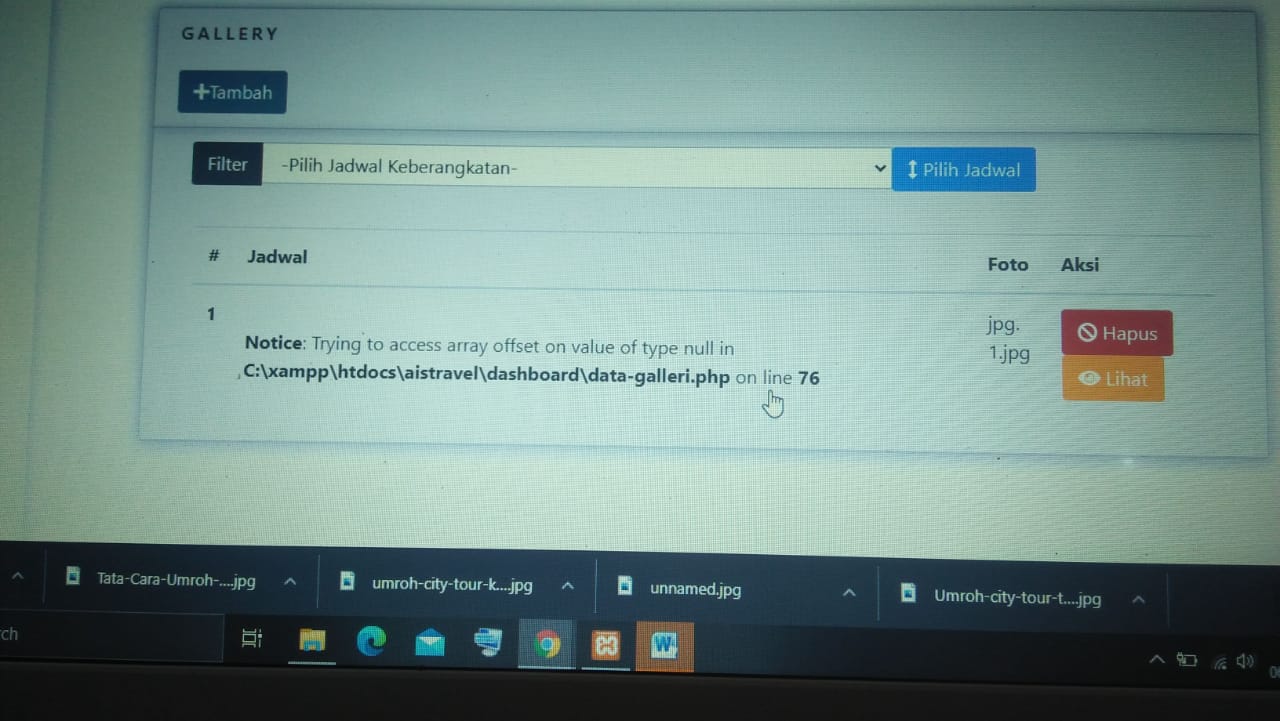 GALLERY
+Tambah
Filter
-Pilih Jadwal Keberangkatan-
Pilih Jadwal
# Jadwal Foto Aksi
1
Notice: Trying to access array offset on value of type null in
C:\xampp\htdocs\aistravel\dashboard\data-galleri.php on line 76
jpg.
1.jpg
Hapus
Lihat
Tata-Cara-Umroh-....jpg
umroh-city-tour-k....jpg
unnamed.jpg
Umroh-city-tour-t....jpg
rch
W